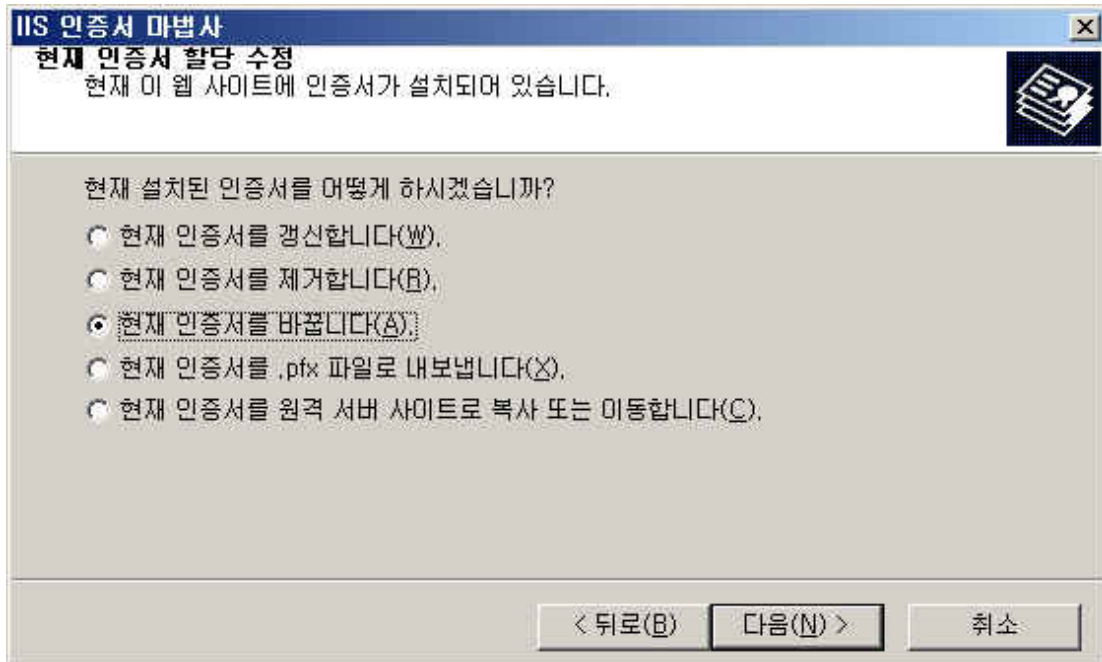 IIS 인증서 마법사
현재 인증서 할당 수정
현재 이 웹 사이트에 인증서가 설치되어 있습니다.
현재 설치된 인증서를 어떻게 하시겠습니까?
현재 인증서를 갱신합니다(W).
현재 인증서를 제거합니다(R).
현재 인증서를 바꿉니다(A).
현재 인증서를 .pfx 파일로 내보냅니다(X).
현재 인증서를 원격 서버 사이트로 복사 또는 이동합니다(C).
< 뒤로(B) 다음(N) > 취소